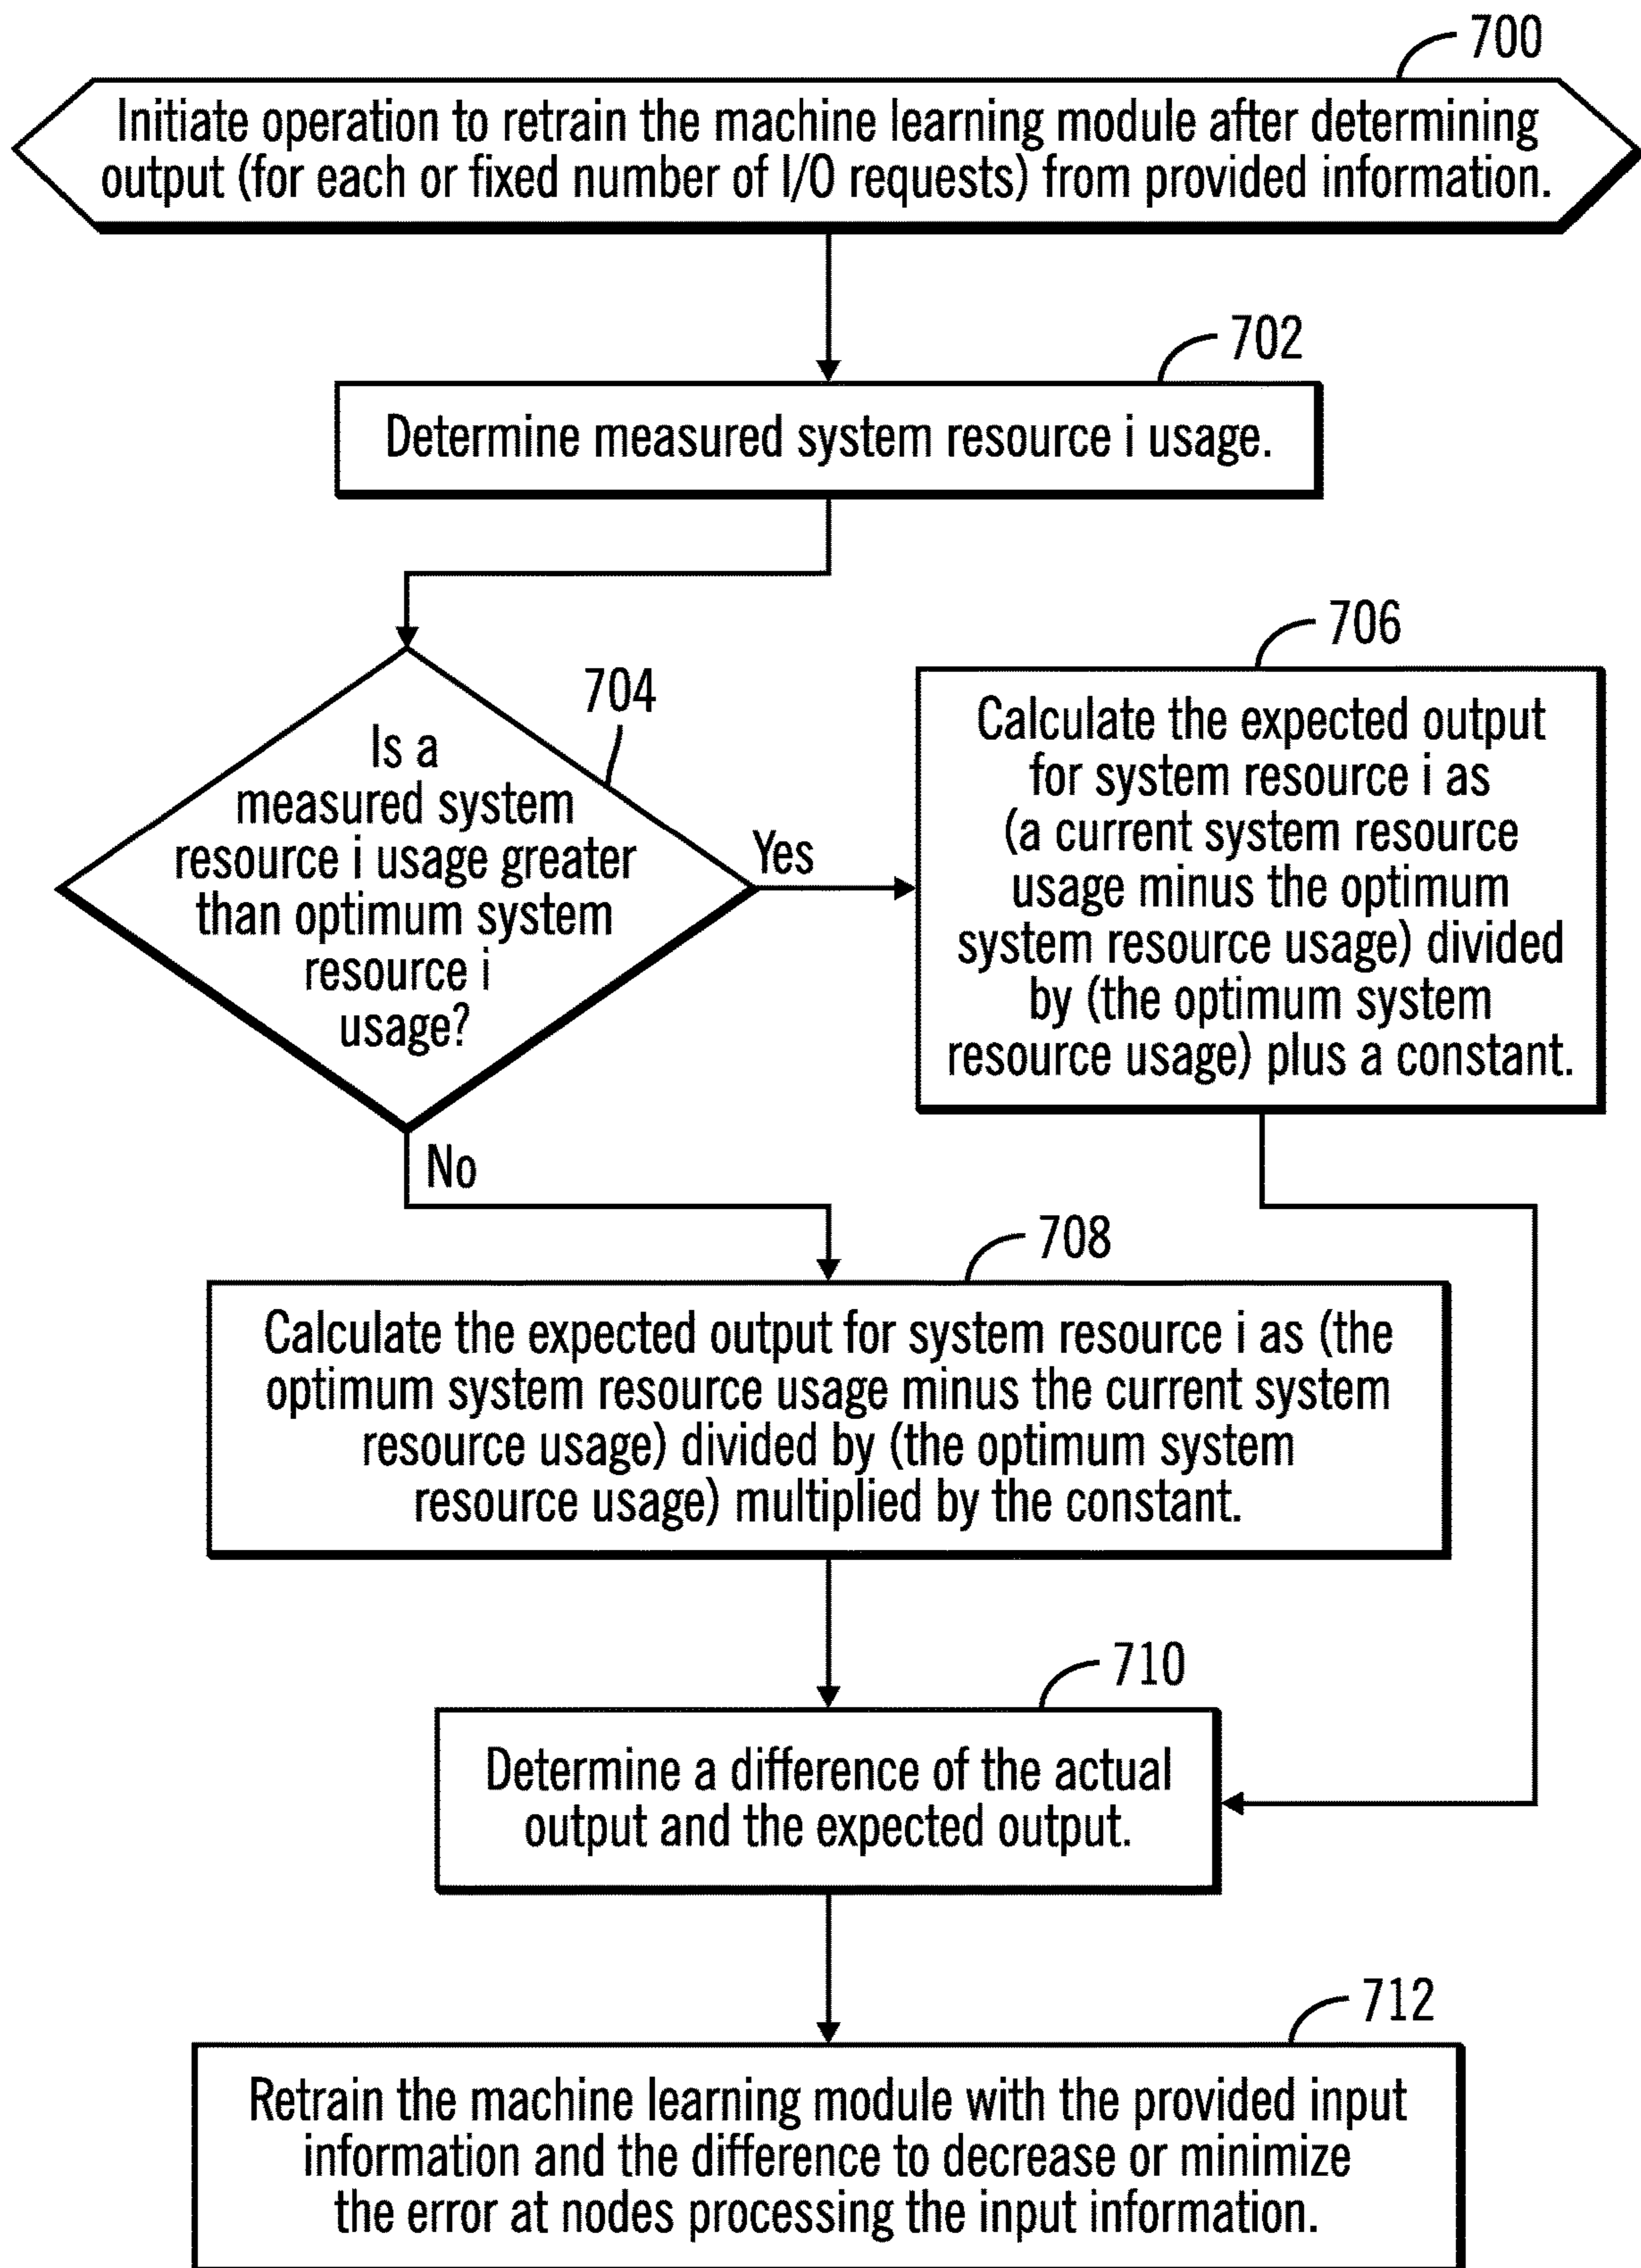 700
Initiate operation to retrain the machine learning module after determining
output (for each or fixed number of I/O requests) from provided information.
702
Determine measured system resource i usage.
704
Is a
measured system
resource i usage greater
than optimum system
resource i
usage?
Yes
706
Calculate the expected output
for system resource i as
(a current system resource
usage minus the optimum
system resource usage) divided
by (the optimum system
resource usage) plus a constant.
No
708
Calculate the expected output for system resource i as (the
optimum system resource usage minus the current system
resource usage) divided by (the optimum system
resource usage) multiplied by the constant.
710
Determine a difference of the actual
output and the expected output.
712
Retrain the machine learning module with the provided input
information and the difference to decrease or minimize
the error at nodes processing the input information.